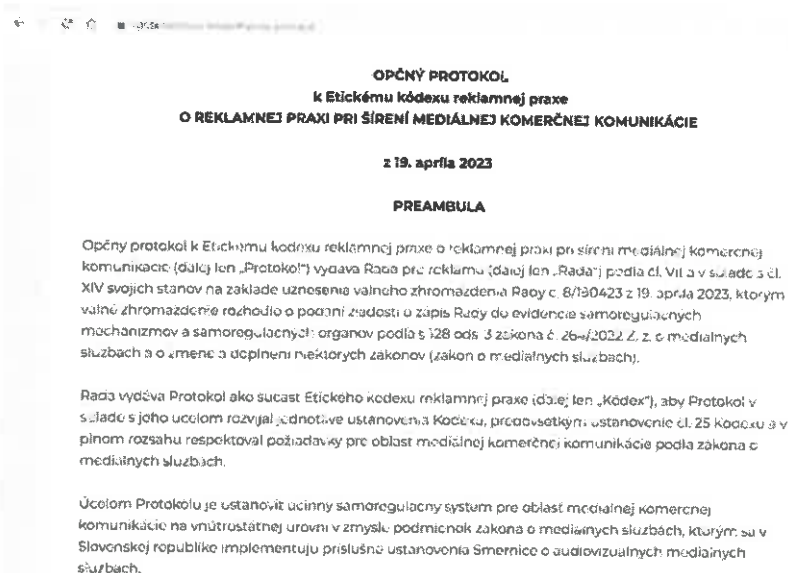 OPČNÝ PROTOKOL
k Etickému kódexu reklamnej praxe
O REKLAMNEJ PRAXI PRI ŠÍRENÍ MEDIÁLNEJ KOMERČNEJ KOMUNIKÁCIE
z 19. apríla 2023
PREAMBULA
Opčný protokol k Etickému kódexu reklamnej praxe o reklamnej praxi pri šírení mediálnej komerčnej
komunikácie (ďalej len „Protokol“) vydáva Rada pre reklamu (ďalej len „Rada“) podľa čl. VII a v súlade s čl.
XIV svojich stanov na základe uznesenia valného zhromaždenia Rady č. 8/190423 z 19. apríla 2023, ktorým
valné zhromaždenie rozhodlo o podaní žiadosti o zápis Rady do evidencie samoregulačných
mechanizmov a samoregulačných orgánov podľa § 128 ods. 3 zákona č. 264/2022 Z. z. o mediálnych
službách a o zmene a doplnení niektorých zákonov (zákon o mediálnych službách).
Rada vydáva Protokol ako súčasť Etického kódexu reklamnej praxe (ďalej len „Kódex“), aby Protokol v
súlade s jeho účelom rozvíjal jednotlivé ustanovenia Kódexu, predovšetkým ustanovenie čl. 25 Kódexu a v
plnom rozsahu rešpektoval požiadavky pre oblasť mediálnej komerčnej komunikácie podľa zákona o
mediálnych službách.
Účelom Protokolu je ustanoviť účinný samoregulačný systém pre oblasť mediálnej komerčnej
komunikácie na vnútroštátnej úrovni v zmysle podmienok zákona o mediálnych službách, ktorým sa v
Slovenskej republike implementujú príslušné ustanovenia Smernice o audiovizuálnych mediálnych
službách.